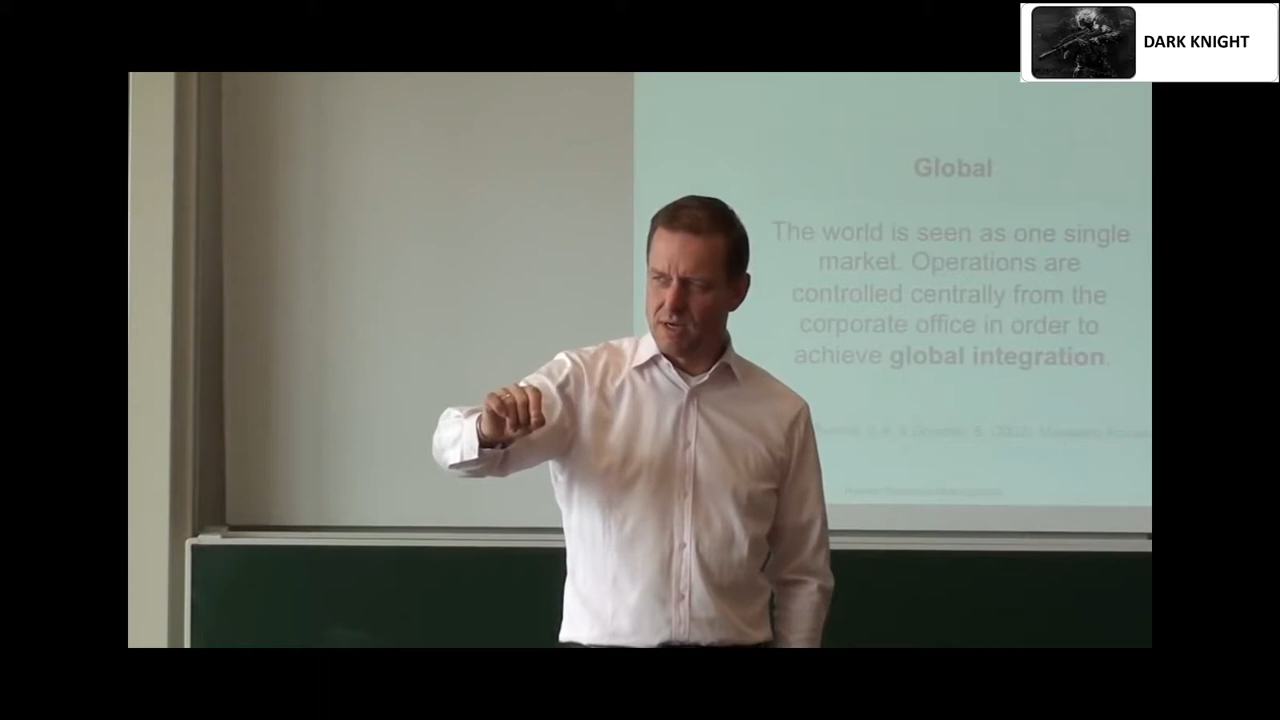 DARK KNIGHT
Global
The world is seen as one single
market. Operations are
controlled centrally from the
corporate office in order to
achieve global integration.